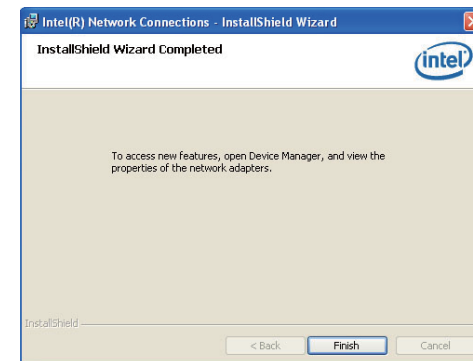 Intel(R) Network Connections - InstallShield Wizard
InstallShield Wizard Completed
intel
To access new features, open Device Manager, and view the
properties of the network adapters.
InstallShield
< Back
Finish
Cancel